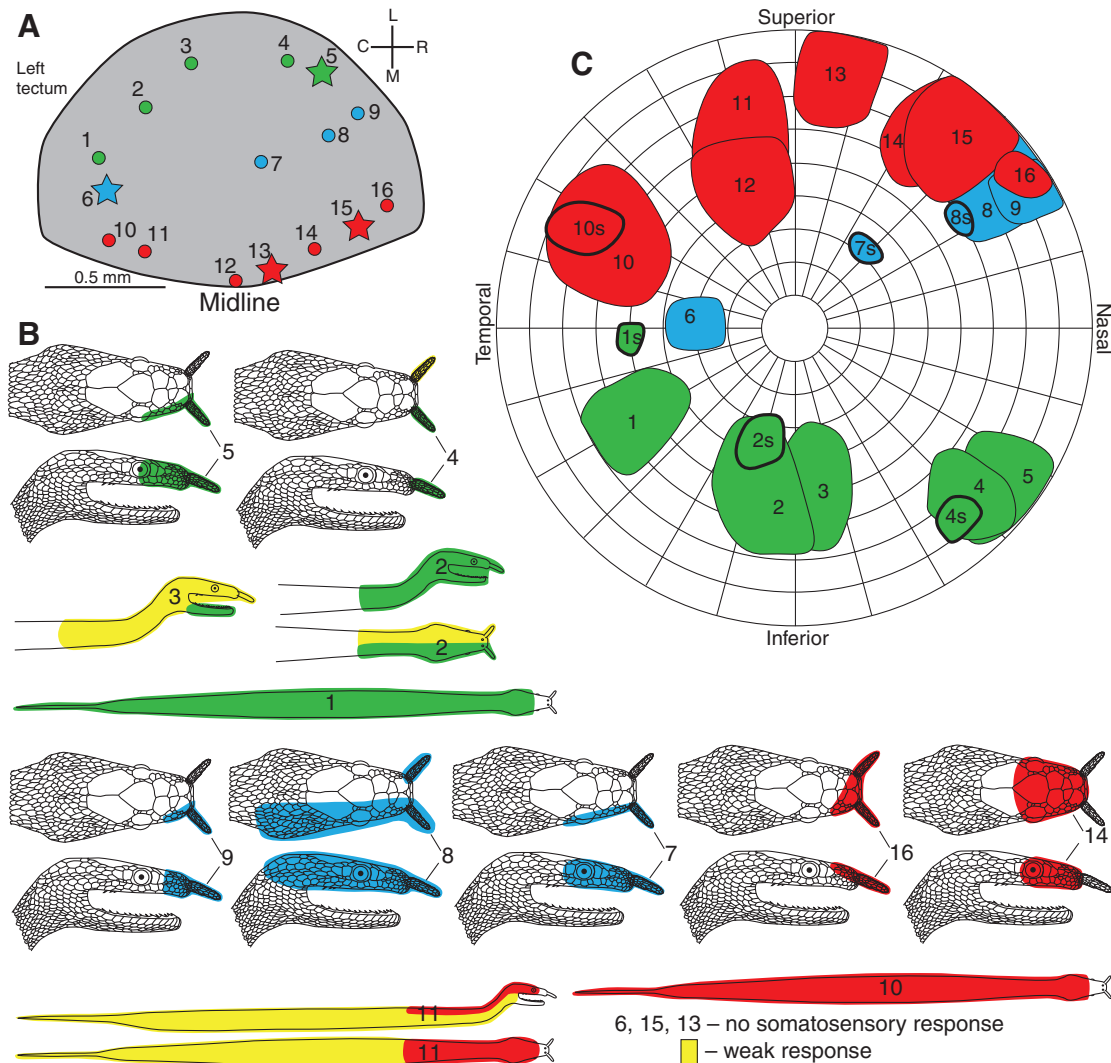 A
Left
tectum
L
C
R
M
1
2
3
4
5
6
7
8
9
10
11
12
13
14
15
16
0.5 mm
Midline
C
Superior
Temporal
Nasal
Inferior
13
11
12
14
15
16
8s
8
9
7s
10s
10
6
1s
1
2s
2
3
4
4s
5
B
5
4
3
2
2
1
9
8
7
16
14
11
11
10
6, 15, 13 – no somatosensory response
– weak response